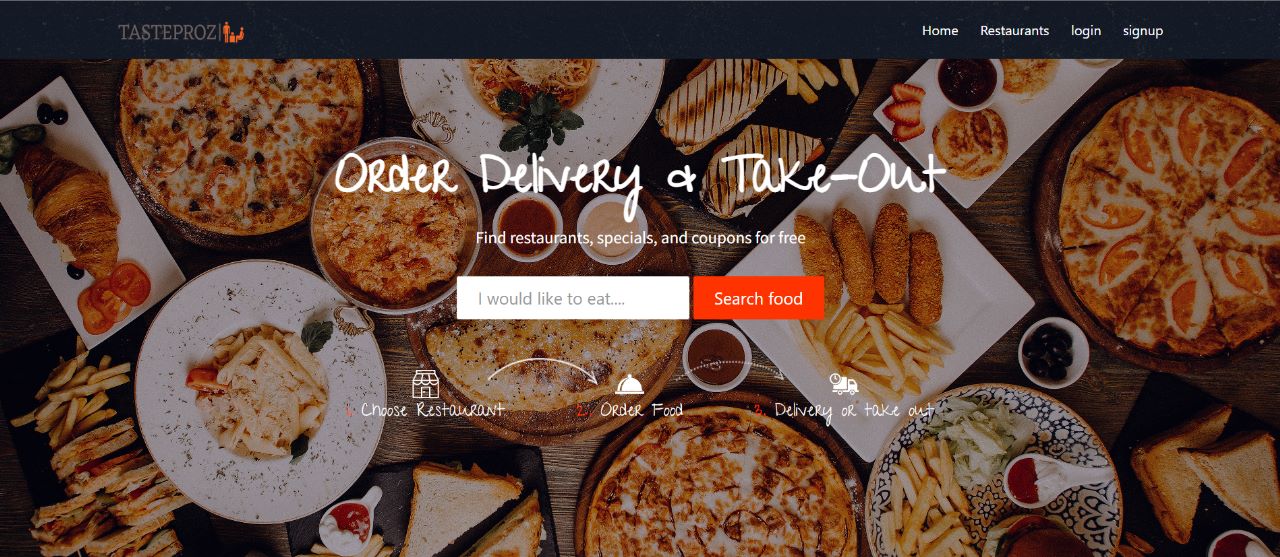 TASTEPROZ
Home Restaurants login signup
Order Delivery & Take-Out
Find restaurants, specials, and coupons for free
I would like to eat....
Search food
1. Choose Restaurant
2. Order Food
3. Delivery or take out